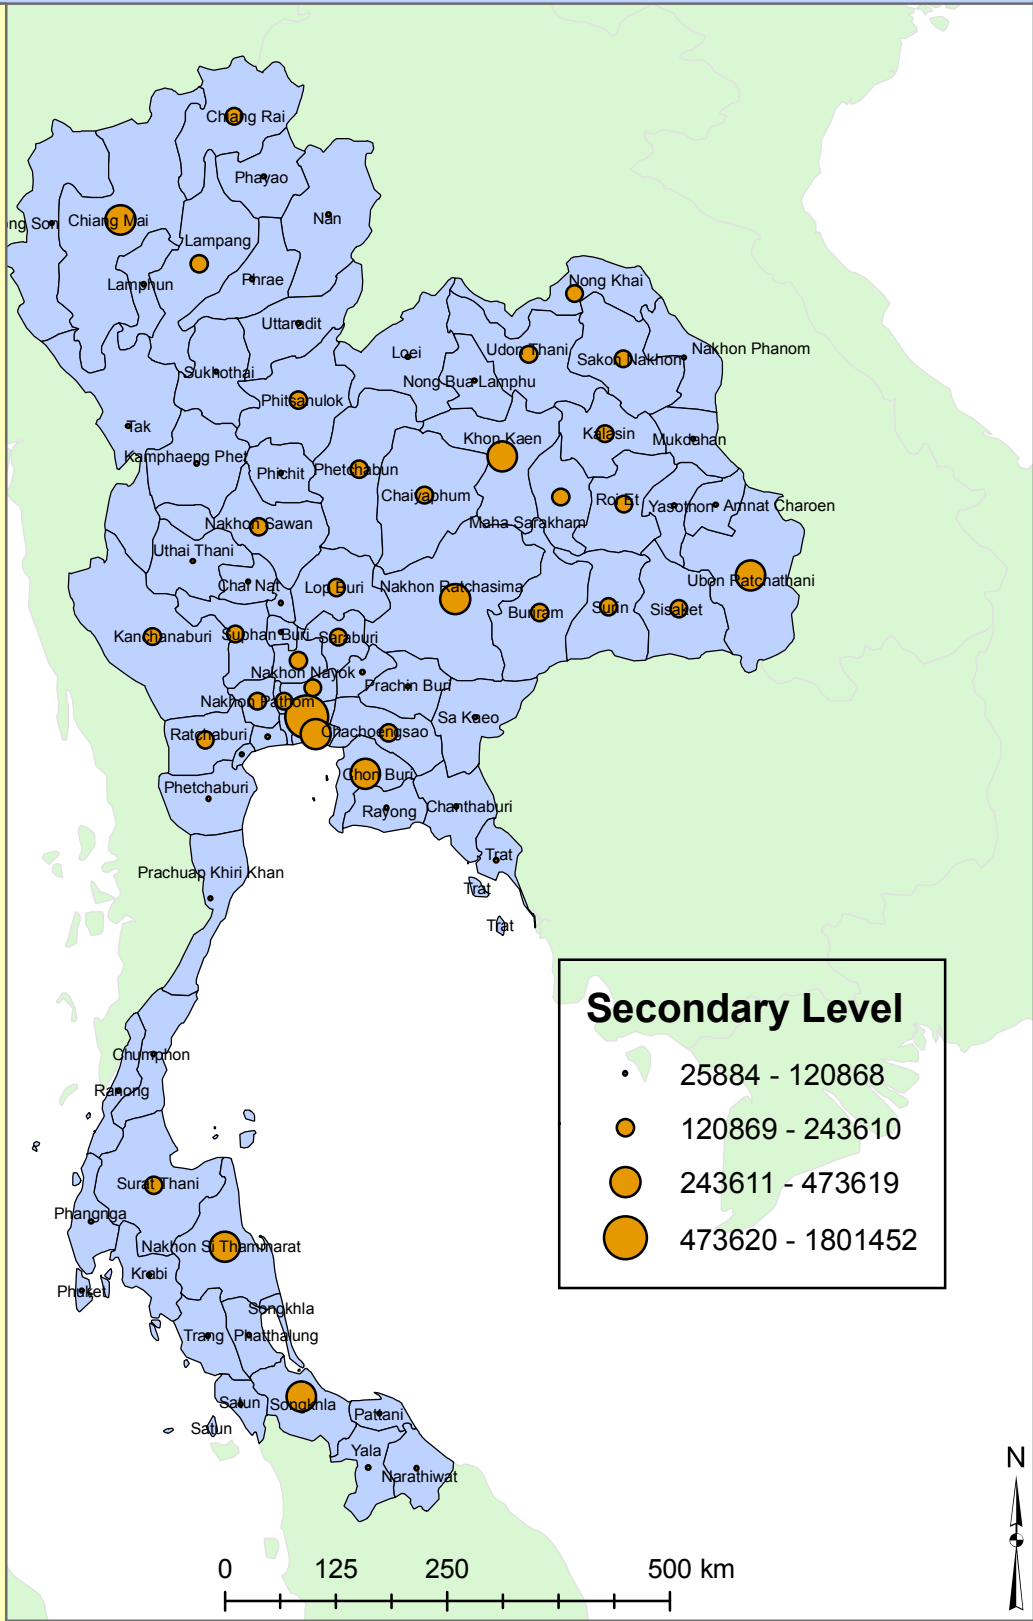 Chiang Rai
Phayao
ng Son
Chiang Mai
Nan
Lampang
Lamphun
Phrae
Nong Khai
Uttaradit
Loei
Udon Thani
Sakon Nakhon
Nakhon Phanom
Sukhothai
Nong Bua Lamphu
Phitsanulok
Tak
Khon Kaen
Kalasin
Mukdahan
Kamphaeng Phet
Phichit
Phetchabun
Chaiyaphum
Roi Et
Yasothon
Amnat Charoen
Nakhon Sawan
Maha Sarakham
Uthai Thani
Chai Nat
Lop Buri
Nakhon Ratchasima
Ubon Ratchathani
Buriram
Surin
Sisaket
Kanchanaburi
Suphan Buri
Saraburi
Nakhon Nayok
Prachin Buri
Nakhon Pathom
Sa Kaeo
Ratchaburi
Chachoengsao
Chon Buri
Phetchaburi
Rayong
Chanthaburi
Trat
Prachuap Khiri Khan
Trat
Trat
Secondary Level
25884 - 120868
120869 - 243610
243611 - 473619
473620 - 1801452
Chumphon
Ranong
Surat Thani
Phangnga
Nakhon Si Thammarat
Krabi
Phuket
Songkhla
Trang
Phatthalung
Satun
Songkhla
Pattani
Satun
Yala
Narathiwat
N
0 125 250 500 km